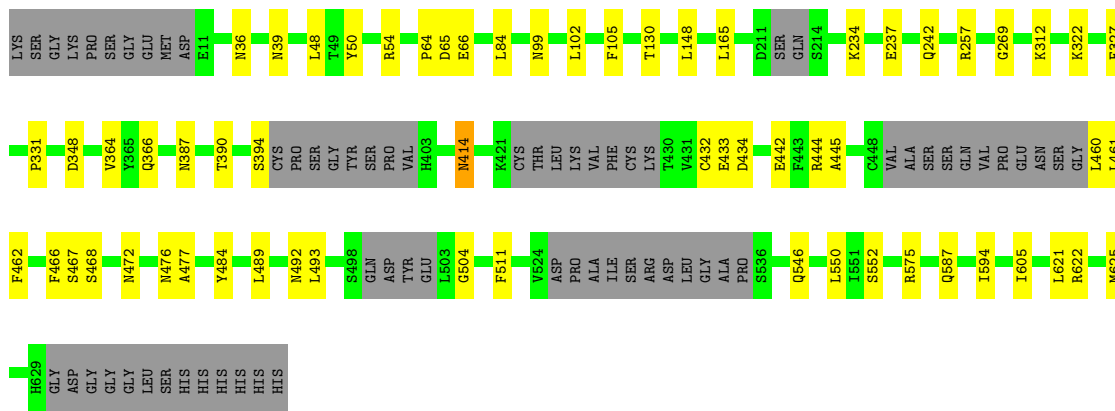 LYS SER GLY LYS PRO SER GLY GLU MET ASP E11 N36 N39 L48 T49 Y50 R54 P64 D65 E66 L84 N99 L102 F105 T130 L148 L165 D211 SER GLN S214 K234 E237 Q242 R257 G269 K312 K322
P331 D348 V364 Y365 Q366 N387 T390 S394 CYS PRO SER GLY TYR SER PRO VAL H403 N414 K421 CYS THR LEU LYS VAL PHE CYS LYS T430 V431 C432 E433 D434 E442 F443 R444 A445 C448 VAL ALA SER SER GLN VAL PRO GLU ASN SER GLY L460 L461
F462 F466 S467 S468 N472 N476 A477 Y484 L489 N492 L493 S498 GLN ASP TYR GLU L503 G504 F511 V524 ASP PRO ALA ILE SER ARG ASP LEU GLY ALA PRO S536 Q546 L550 I551 S552 R575 Q587 I594 I605 L621 R622
H629 GLY ASP GLY GLY LEU SER HIS HIS HIS HIS HIS HIS